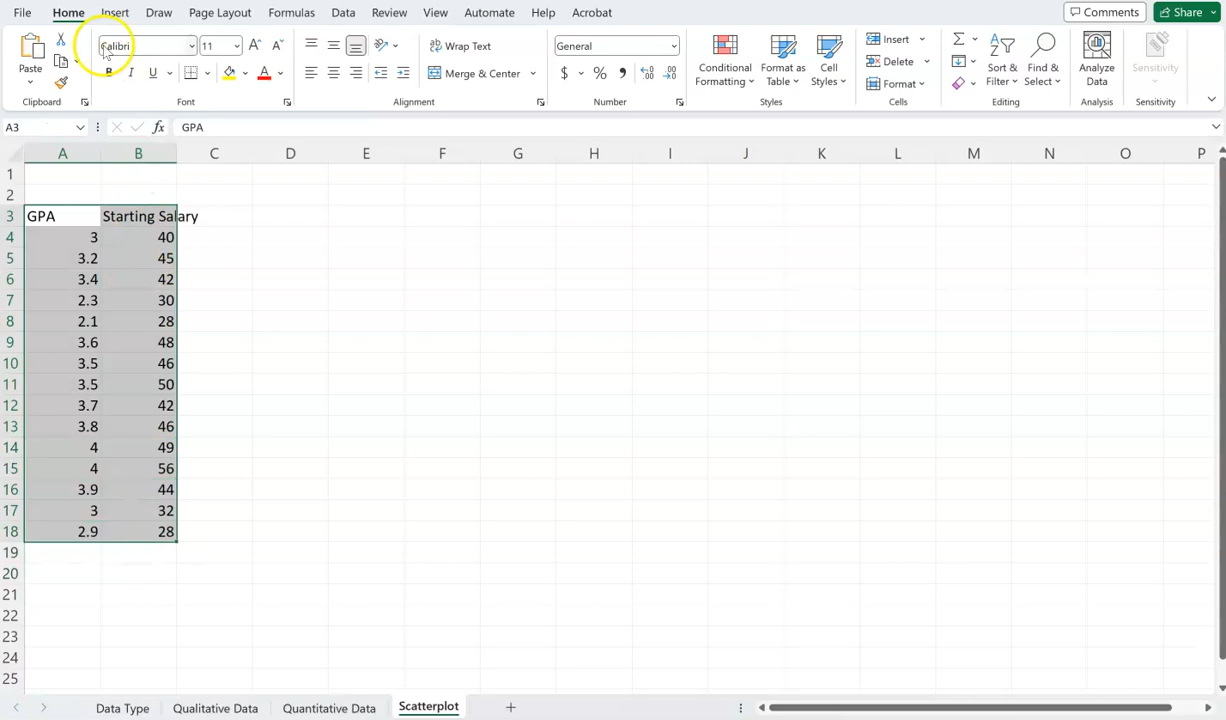 File Home Insert Draw Page Layout Formulas Data Review View Automate Help Acrobat Comments Share
Calibri 11 Wrap Text General Insert
Paste B I U Merge & Center $ % Conditional Formatting Format as Table Cell Styles Delete Format Sort & Filter Find & Select Analyze Data Sensitivity
Clipboard Font Alignment Number Styles Cells Editing Analysis Sensitivity
A3 fx GPA
A B C D E F G H I J K L M N O P
1
2
3 GPA Starting Salary
4 3 40
5 3.2 45
6 3.4 42
7 2.3 30
8 2.1 28
9 3.6 48
10 3.5 46
11 3.5 50
12 3.7 42
13 3.8 46
14 4 49
15 4 56
16 3.9 44
17 3 32
18 2.9 28
19
20
21
22
23
24
25
Data Type Qualitative Data Quantitative Data Scatterplot